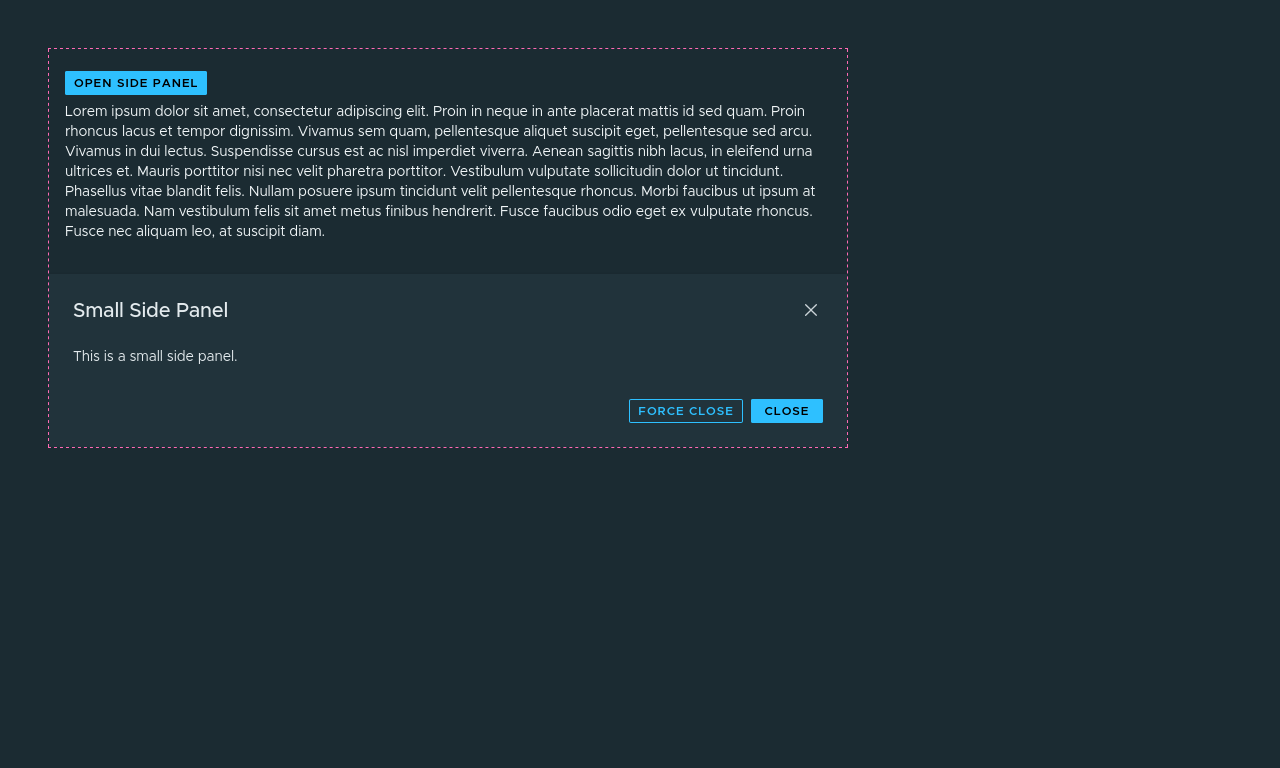 OPEN SIDE PANEL
Lorem ipsum dolor sit amet, consectetur adipiscing elit. Proin in neque in ante placerat mattis id sed quam. Proin
rhoncus lacus et tempor dignissim. Vivamus sem quam, pellentesque aliquet suscipit eget, pellentesque sed arcu.
Vivamus in dui lectus. Suspendisse cursus est ac nisl imperdiet viverra. Aenean sagittis nibh lacus, in eleifend urna
ultrices et. Mauris porttitor nisi nec velit pharetra porttitor. Vestibulum vulputate sollicitudin dolor ut tincidunt.
Phasellus vitae blandit felis. Nullam posuere ipsum tincidunt velit pellentesque rhoncus. Morbi faucibus ut ipsum at
malesuada. Nam vestibulum felis sit amet metus finibus hendrerit. Fusce faucibus odio eget ex vulputate rhoncus.
Fusce nec aliquam leo, at suscipit diam.
Small Side Panel
This is a small side panel.
FORCE CLOSE CLOSE